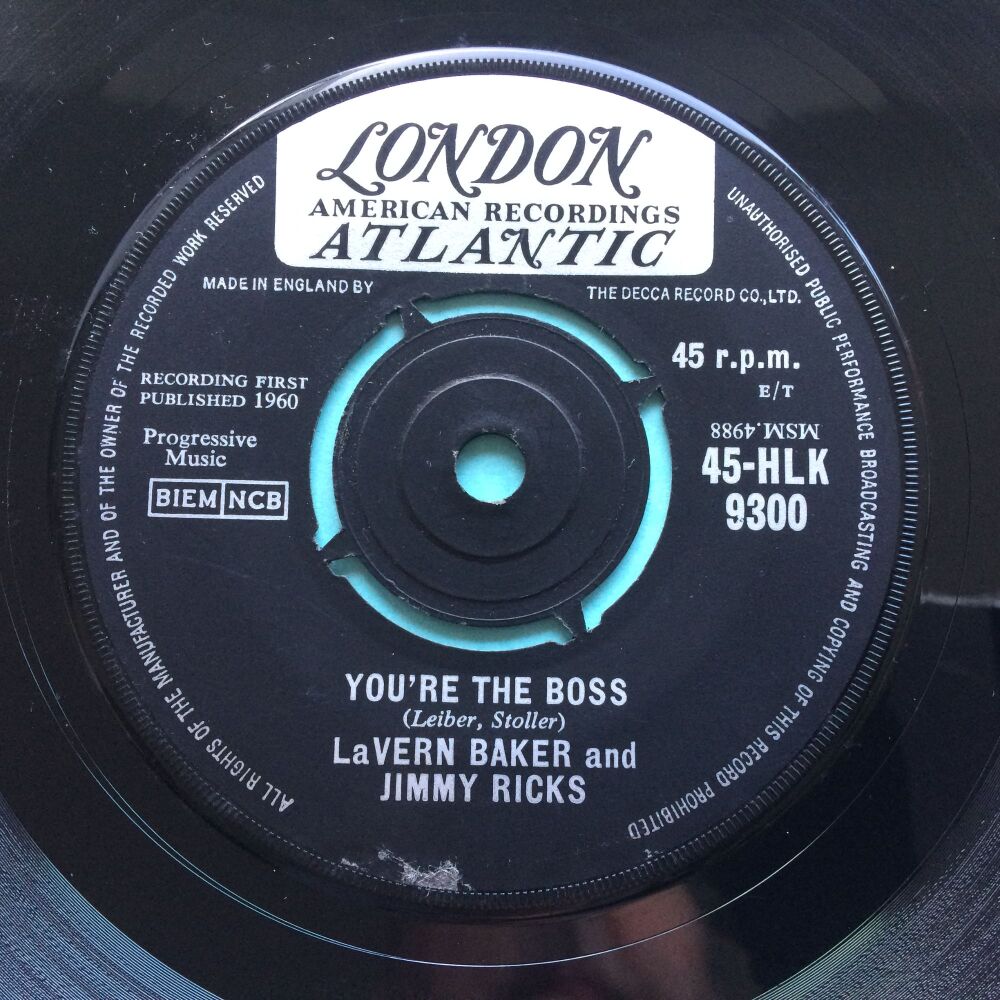 LONDON
AMERICAN RECORDINGS
ATLANTIC
MADE IN ENGLAND BY THE DECCA RECORD CO., LTD.
RECORDING FIRST
PUBLISHED 1960
Progressive
Music
BIEM NCB
45 r.p.m.
E/T
MSM.4988
45-HLK
9300
YOU'RE THE BOSS
(Leiber, Stoller)
LaVERN BAKER and
JIMMY RICKS
ALL RIGHTS OF THE MANUFACTURER AND OF THE OWNER OF THE RECORDED WORK RESERVED
UNAUTHORISED PUBLIC PERFORMANCE BROADCASTING AND COPYING OF THIS RECORD PROHIBITED